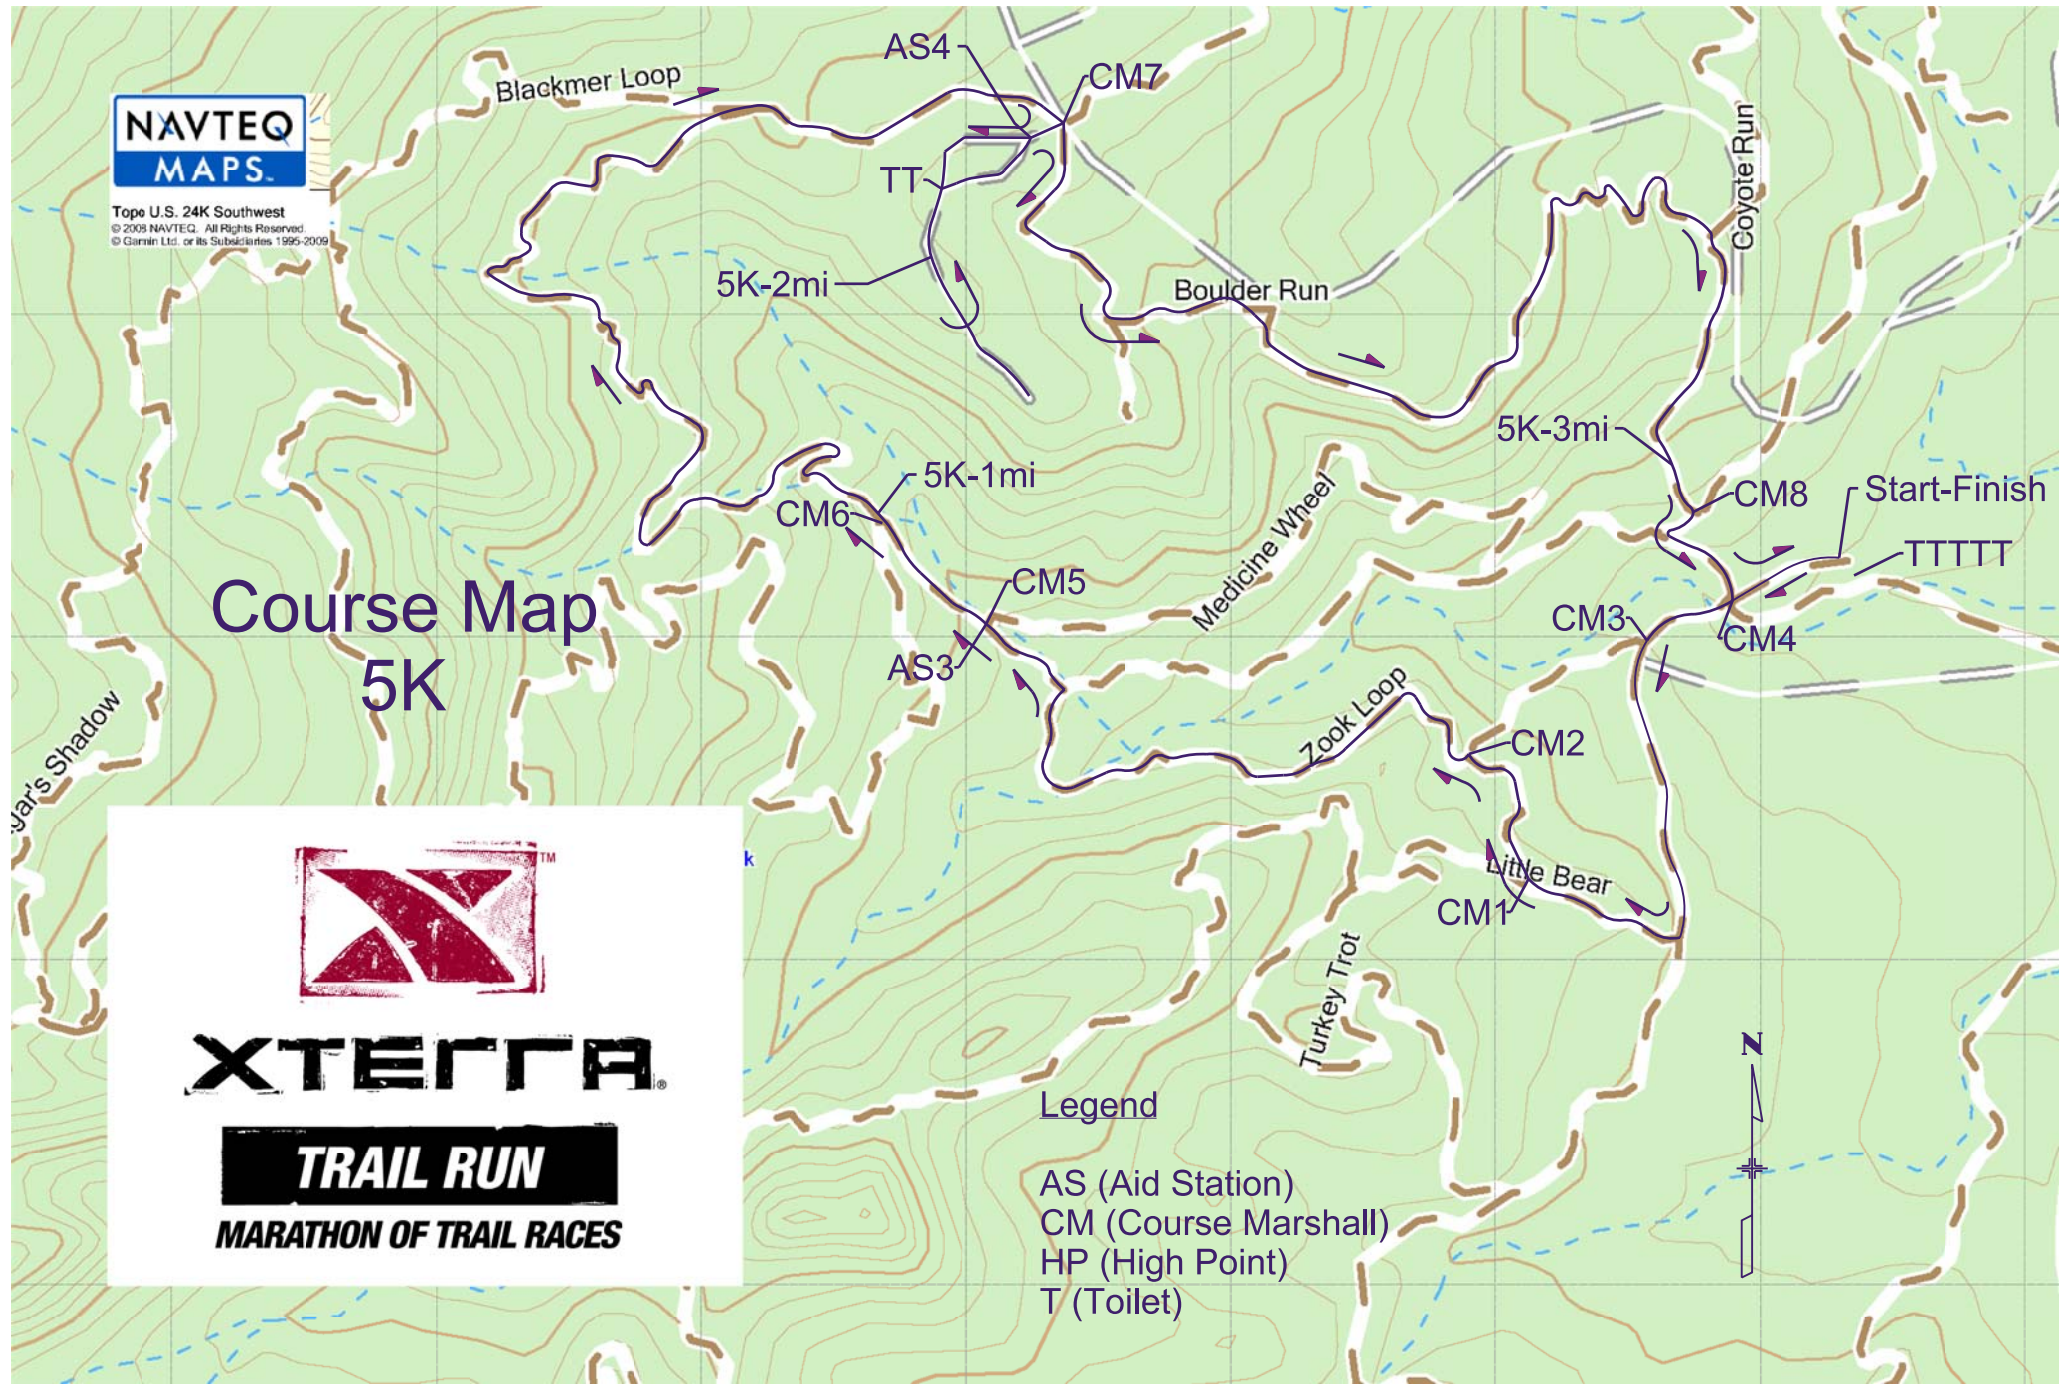 AS4
CM7
Blackmer Loop
NAVTEQ
MAPS
Topo U.S. 24K Southwest
© 2008 NAVTEQ. All Rights Reserved.
© Garmin Ltd. or its Subsidiaries 1995-2009
TT
Coyote Run
5K-2mi
Boulder Run
5K-3mi
5K-1mi
CM6
Medicine Wheel
CM8
Start-Finish
TTTTT
Course Map
5K
CM5
CM3
CM4
AS3
Zook Loop
CM2
gar's Shadow
k
Little Bear
CM1
TM
Turkey Trot
XTERRA®
TRAIL RUN
MARATHON OF TRAIL RACES
N
Legend
AS (Aid Station)
CM (Course Marshall)
HP (High Point)
T (Toilet)